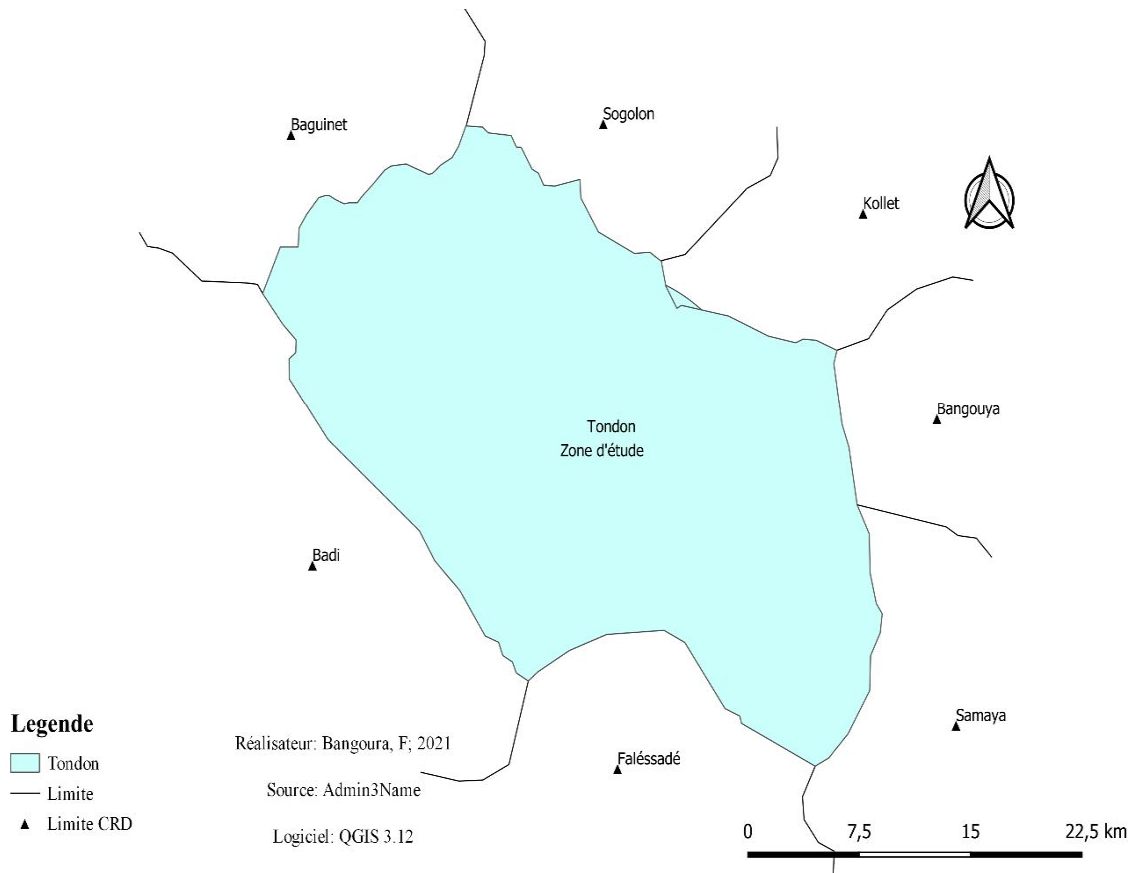 Sogolon
Baguinet
Kollet
Bangouya
Tondon
Zone d'étude
Badi
Samaya
Faléssadé
Legende
Tondon
Limite
Limite CRD
Réalisateur: Bangoura, F; 2021
Source: Admin3Name
Logiciel: QGIS 3.12
0 7,5 15 22,5 km